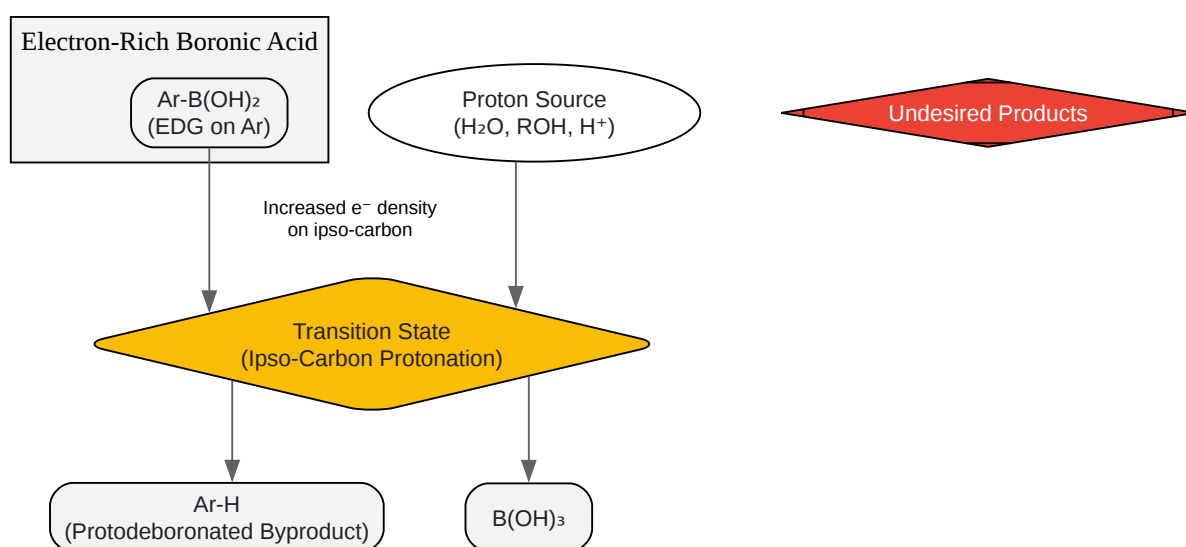 Electron-Rich Boronic Acid
Ar-B(OH)₂
(EDG on Ar)
Proton Source
(H₂O, ROH, H⁺)
Undesired Products
Increased e⁻ density
on ipso-carbon
Transition State
(Ipso-Carbon Protonation)
Ar-H
(Protodeboronated Byproduct)
B(OH)₃